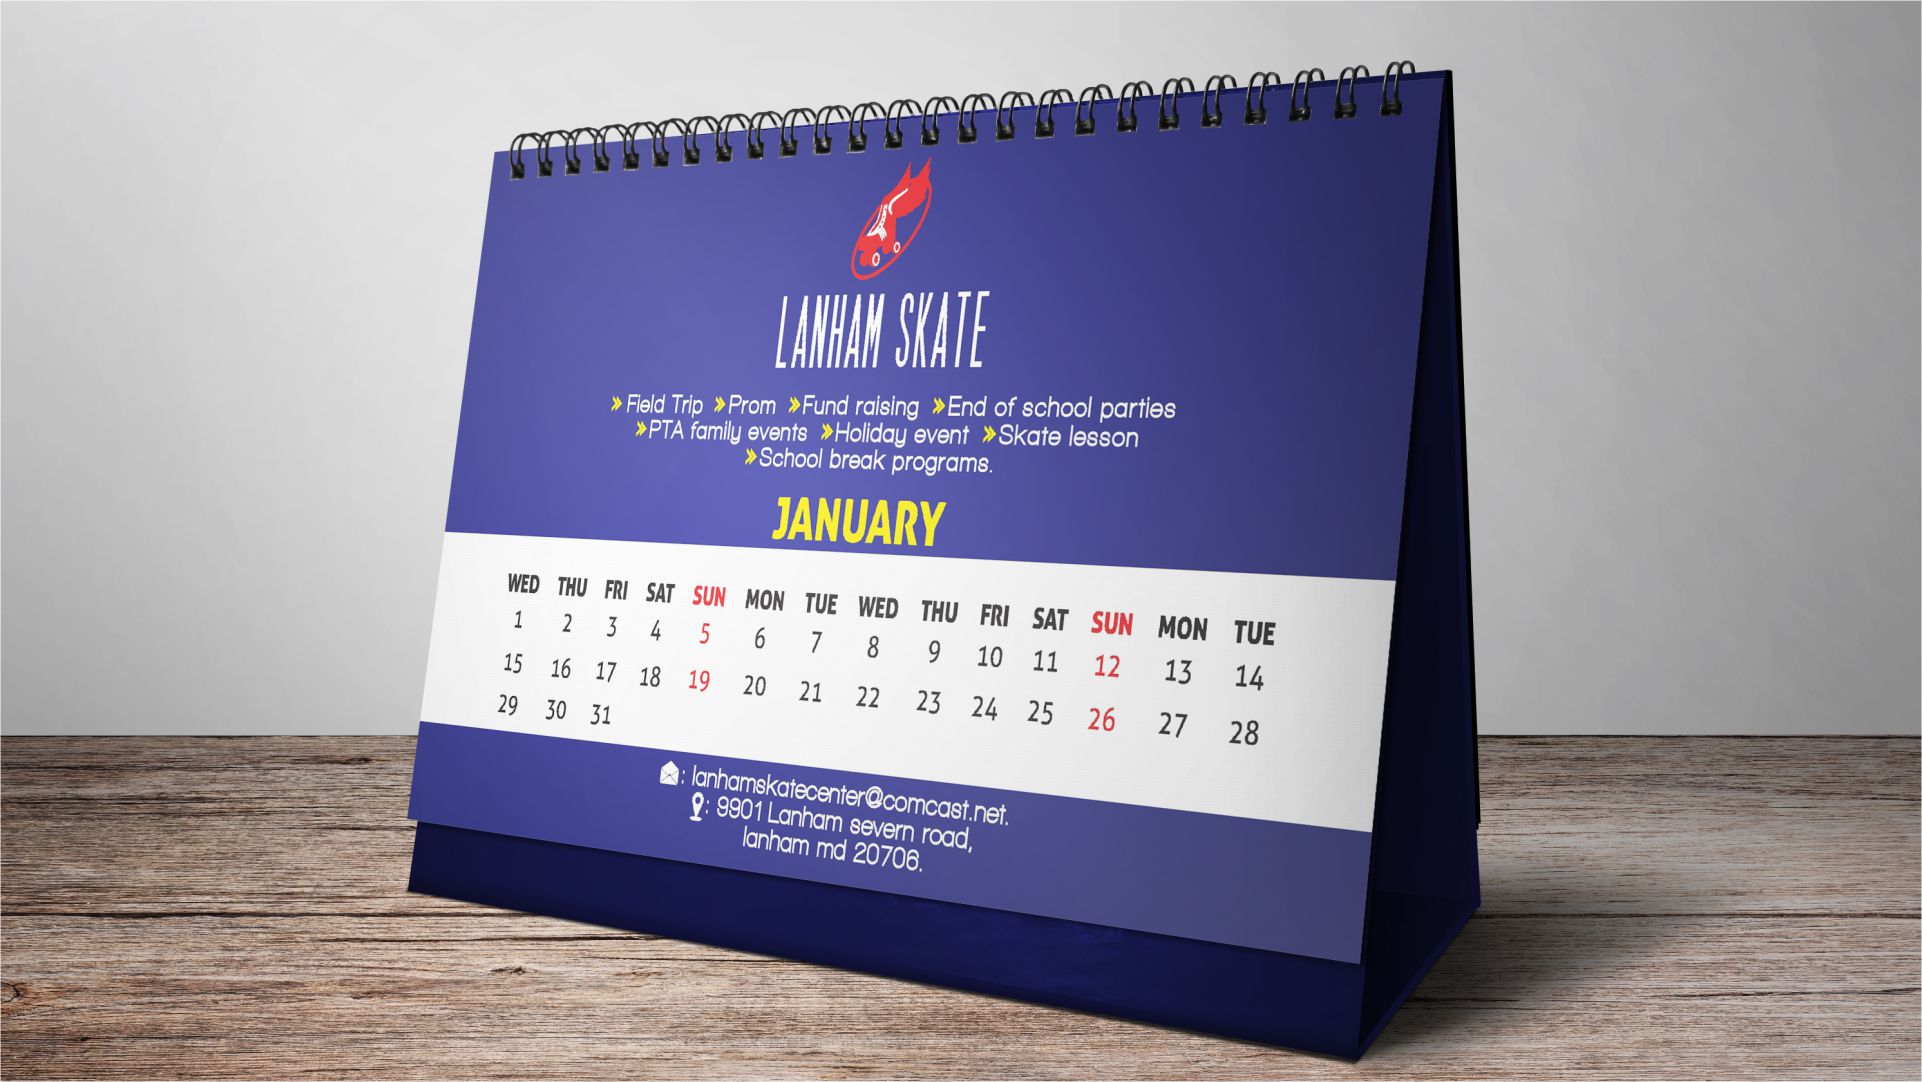 LANHAM SKATE
» Field Trip » Prom » Fund raising » End of school parties
» PTA family events » Holiday event » Skate lesson
» School break programs.
JANUARY
WED THU FRI SAT SUN MON TUE WED THU FRI SAT SUN MON TUE
1 2 3 4 5 6 7 8 9 10 11 12 13 14
15 16 17 18 19 20 21 22 23 24 25 26 27 28
29 30 31
: lanhamskatecenter@comcast.net.
: 9901 Lanham severn road,
lanham md 20706.